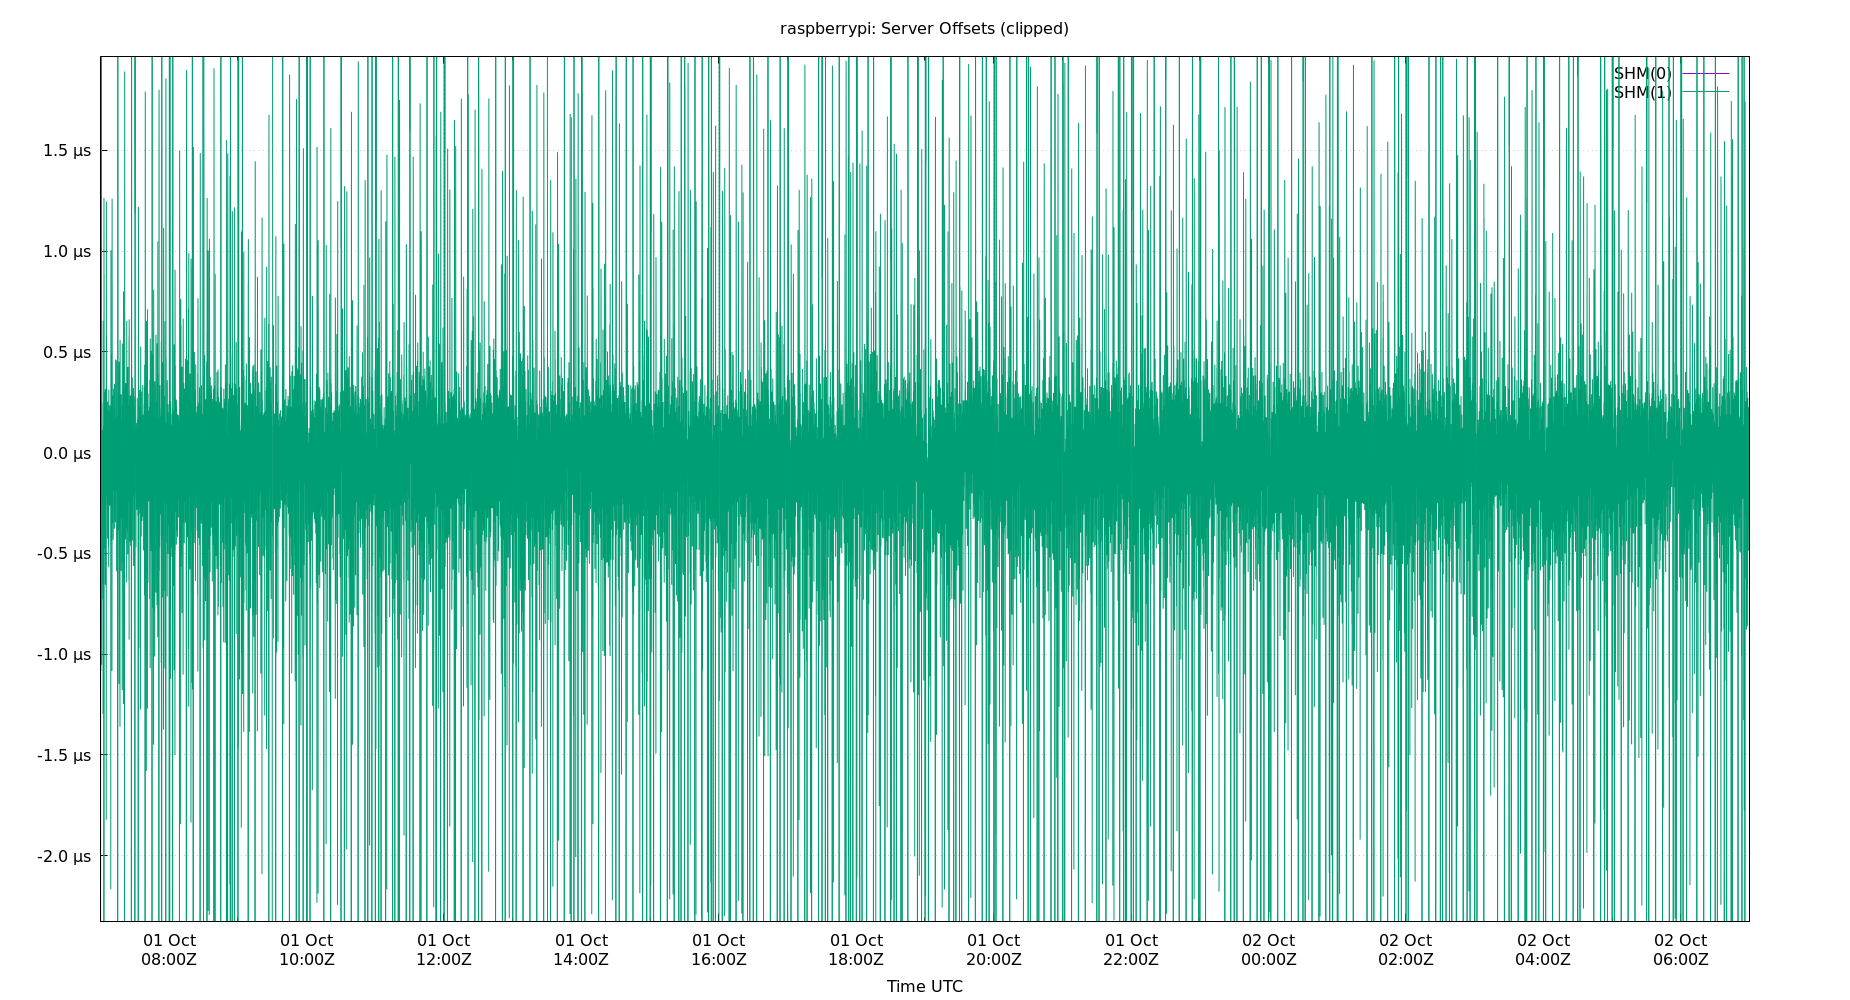 raspberrypi: Server Offsets (clipped)
SHM(0)
SHM(1)
1.5 µs
1.0 µs
0.5 µs
0.0 µs
-0.5 µs
-1.0 µs
-1.5 µs
-2.0 µs
01 Oct 01 Oct 01 Oct 01 Oct 01 Oct 01 Oct 01 Oct 01 Oct 02 Oct 02 Oct 02 Oct 02 Oct
08:00Z 10:00Z 12:00Z 14:00Z 16:00Z 18:00Z 20:00Z 22:00Z 00:00Z 02:00Z 04:00Z 06:00Z
Time UTC